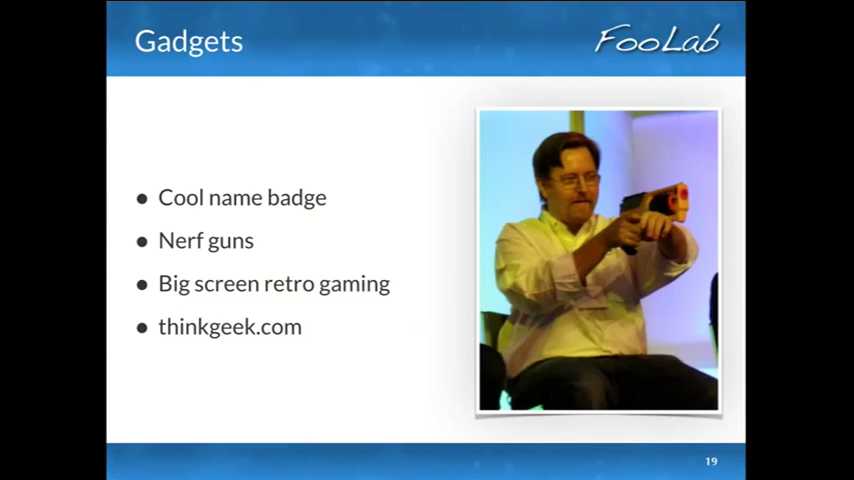 Gadgets
FooLab
Cool name badge
Nerf guns
Big screen retro gaming
thinkgeek.com
19